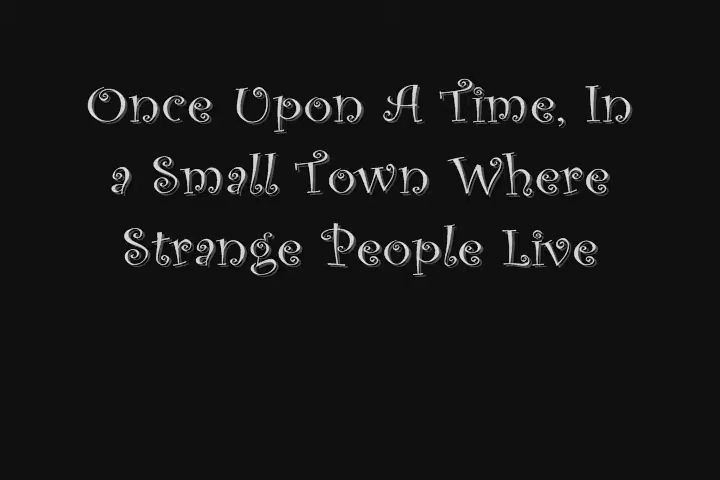 Once Upon A Time, In
a Small Town Where
Strange People Live